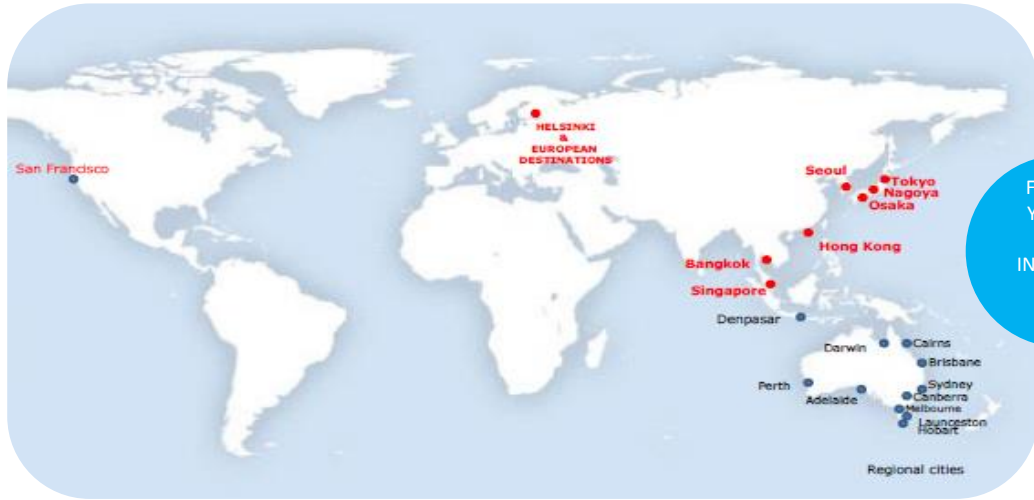 HELSINKI
&
EUROPEAN
DESTINATIONS
San Francisco
Seoul
Tokyo
Nagoya
Osaka
Hong Kong
Bangkok
Singapore
Denpasar
Darwin
Cairns
Brisbane
Perth
Adelaide
Sydney
Canberra
Melbourne
Launceston
Hobart
Regional cities